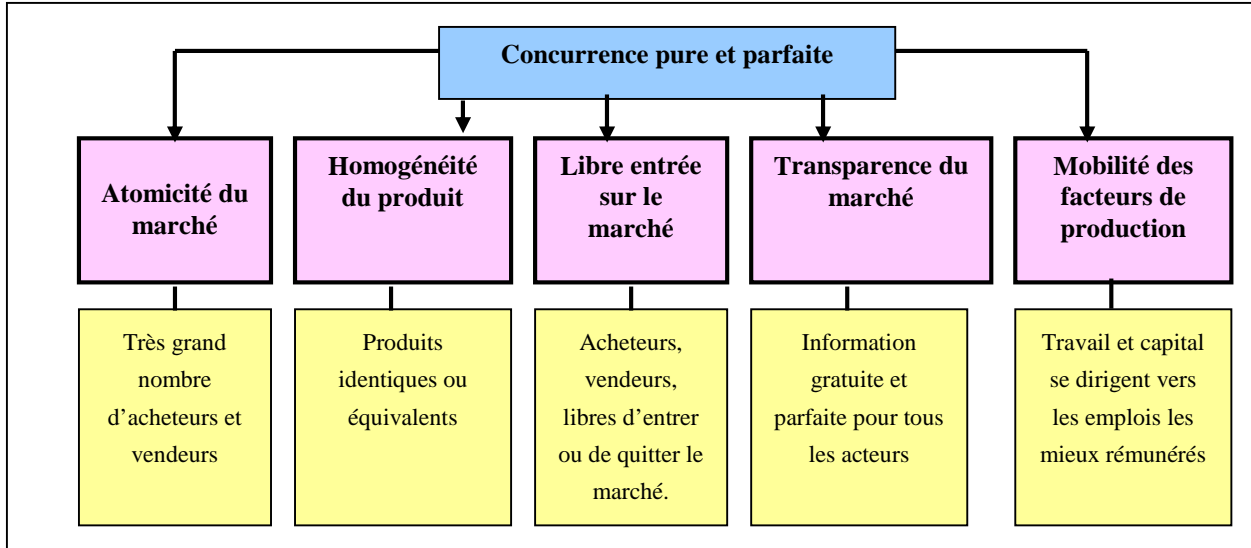 Concurrence pure et parfaite
Atomicité du
marché
Homogénéité
du produit
Libre entrée
sur le
marché
Transparence du
marché
Mobilité des
facteurs de
production
Très grand
nombre
d’acheteurs et
vendeurs
Produits
identiques ou
équivalents
Acheteurs,
vendeurs,
libres d’entrer
ou de quitter le
marché.
Information
gratuite et
parfaite pour tous
les acteurs
Travail et capital
se dirigent vers
les emplois les
mieux rémunérés